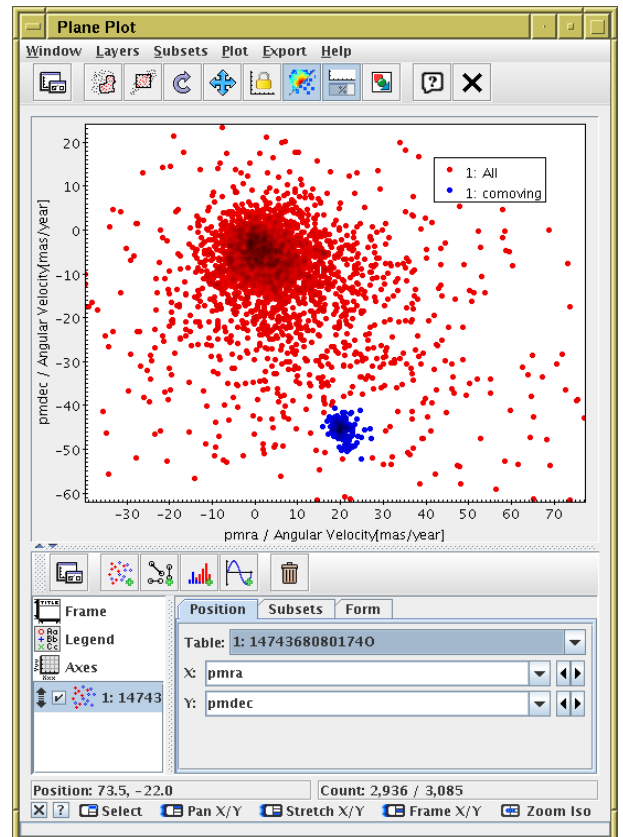 Plane Plot
Window Layers Subsets Plot Export Help
1: All
1: comoving
20
10
0
-10
-20
-30
-40
-50
-60
pmdec / Angular Velocity[mas/year]
-30 -20 -10 0 10 20 30 40 50 60 70
pmra / Angular Velocity[mas/year]
Frame
Legend
Axes
1: 14743
Position Subsets Form
Table: 1: 1474368080174O
X: pmra
Y: pmdec
Position: 73.5, -22.0 Count: 2,936 / 3,085
Select Pan X/Y Stretch X/Y Frame X/Y Zoom Iso